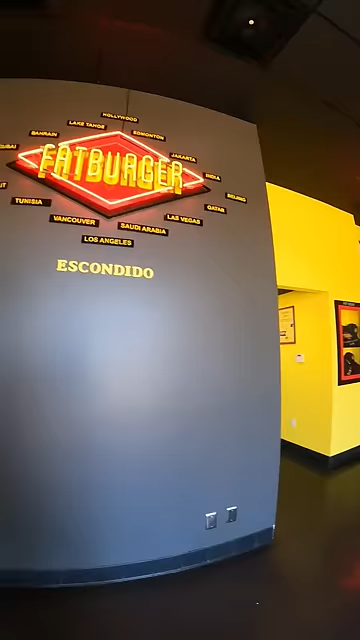 HOLLYWOOD
LAKE TAHOE
EDMONTON
BAHRAIN
JAKARTA
DUBAI
FATBURGER
INDIA
BEIJING
TUNISIA
QATAR
VANCOUVER
LAS VEGAS
SAUDI ARABIA
LOS ANGELES
ESCONDIDO